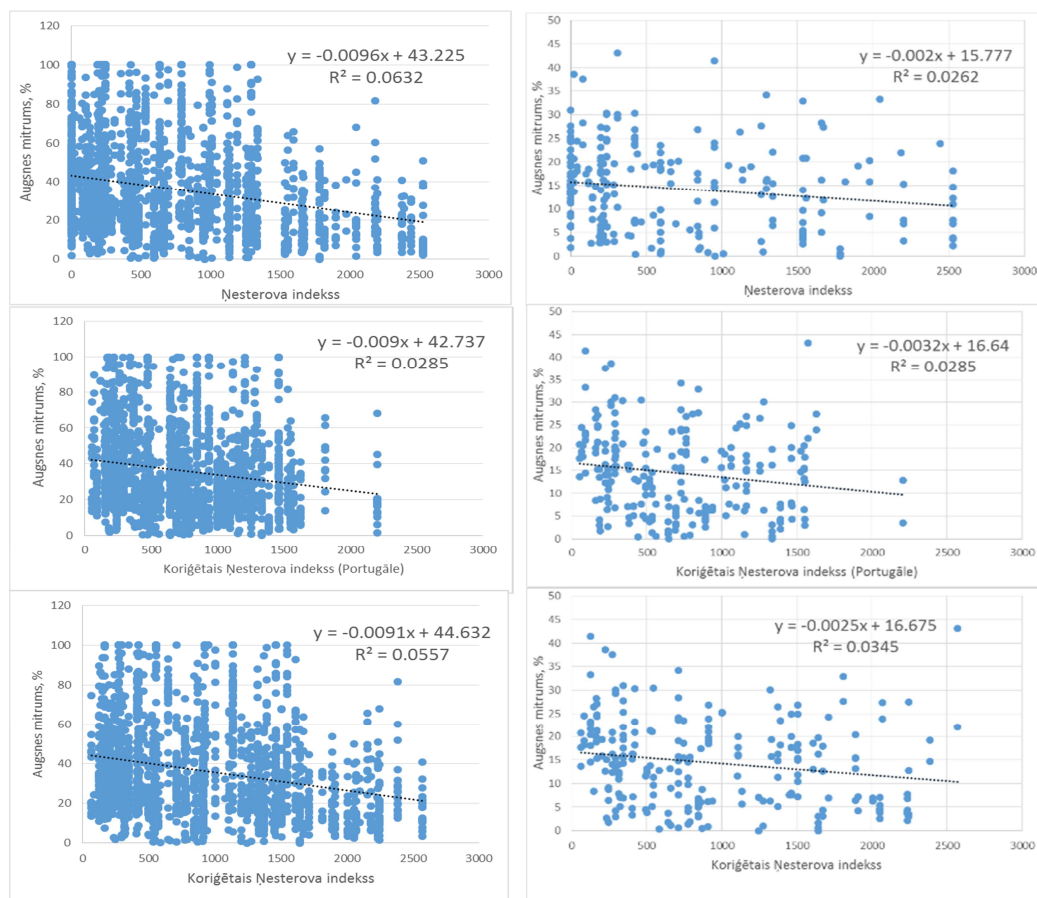 y = -0.0096x + 43.225
R² = 0.0632
Augsnes mitrums, %
120
100
80
60
40
20
0
0 500 1000 1500 2000 2500 3000
Ņesterova indekss
y = -0.002x + 15.777
R² = 0.0262
Augsnes mitrums, %
50
45
40
35
30
25
20
15
10
5
0
0 500 1000 1500 2000 2500 3000
Ņesterova indekss
y = -0.009x + 42.737
R² = 0.0285
Augsnes mitrums, %
120
100
80
60
40
20
0
0 500 1000 1500 2000 2500 3000
Koriģētais Ņesterova indekss (Portugāle)
y = -0.0032x + 16.64
R² = 0.0285
Augsnes mitrums, %
50
45
40
35
30
25
20
15
10
5
0
0 500 1000 1500 2000 2500 3000
Koriģētais Ņesterova indekss (Portugāle)
y = -0.0091x + 44.632
R² = 0.0557
Augsnes mitrums, %
120
100
80
60
40
20
0
0 500 1000 1500 2000 2500 3000
Koriģētais Ņesterova indekss
y = -0.0025x + 16.675
R² = 0.0345
Augsnes mitrums, %
50
45
40
35
30
25
20
15
10
5
0
0 500 1000 1500 2000 2500 3000
Koriģētais Ņesterova indekss